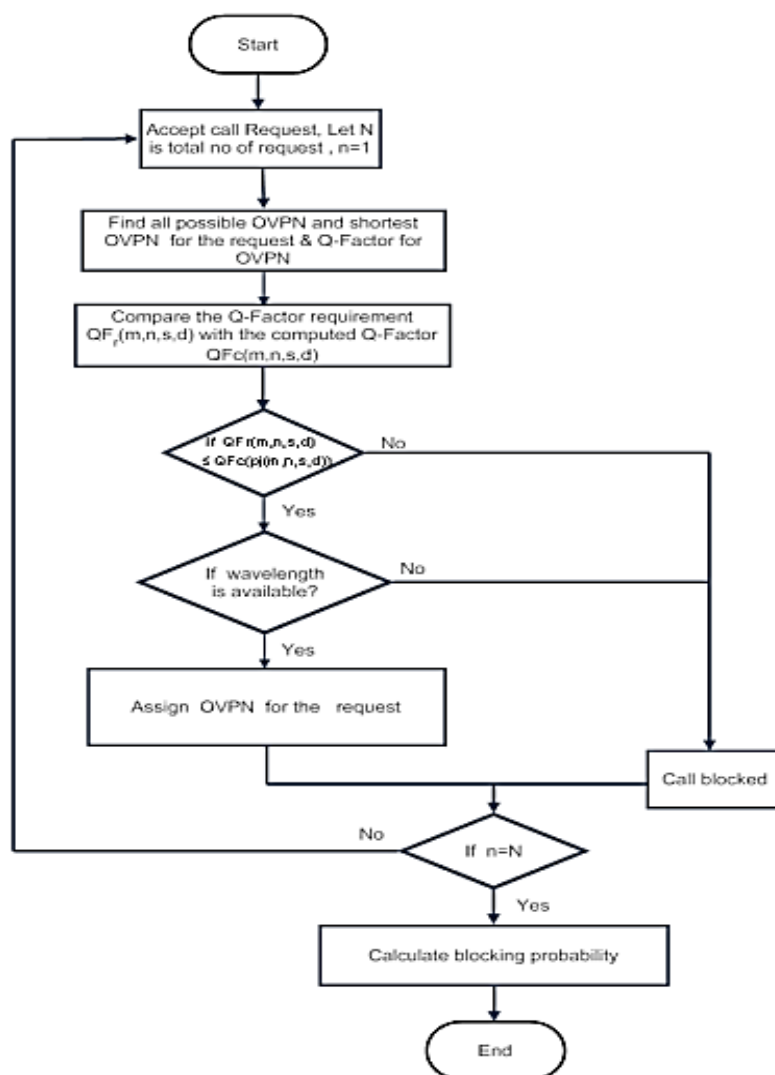 Start
Accept call Request, Let N
is total no of request , n=1
Find all possible OVPN and shortest
OVPN for the request & Q-Factor for
OVPN
Compare the Q-Factor requirement
QFr(m,n,s,d) with the computed Q-Factor
QFc(m,n,s,d)
If QFr(m,n,s,d)
≤ QFc(pj(m,n,s,d))
No
Yes
If wavelength
is available?
No
Yes
Assign OVPN for the request
Call blocked
No
If n=N
Yes
Calculate blocking probability
End